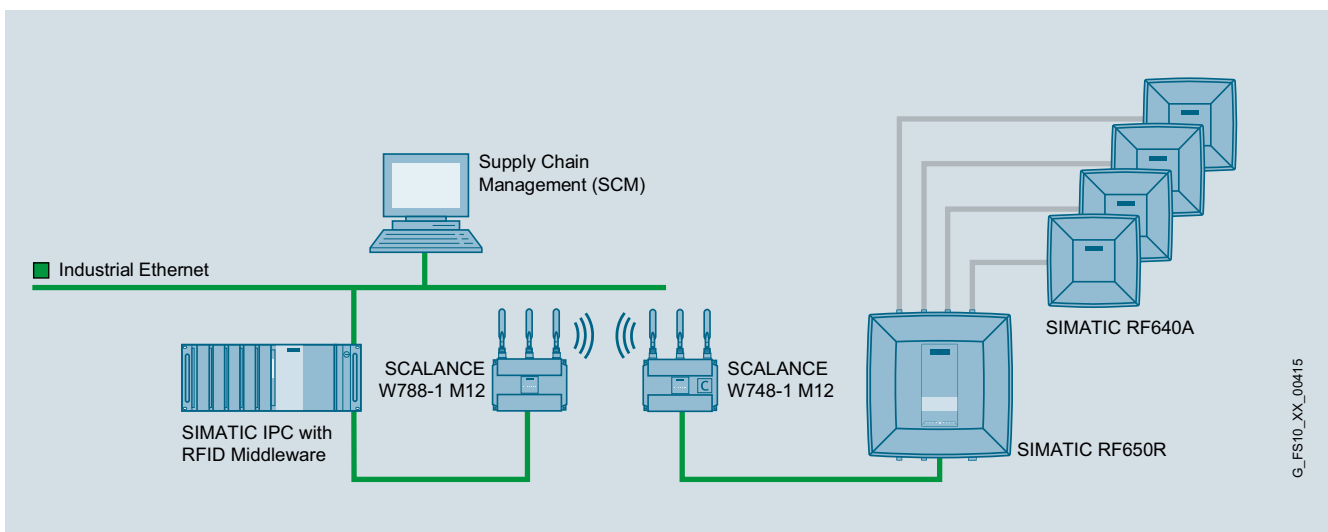 Supply Chain
Management (SCM)
Industrial Ethernet
SCALANCE
W788-1 M12
SCALANCE
W748-1 M12
SIMATIC RF640A
SIMATIC IPC with
RFID Middleware
SIMATIC RF650R
C
G_FS10_XX_00415